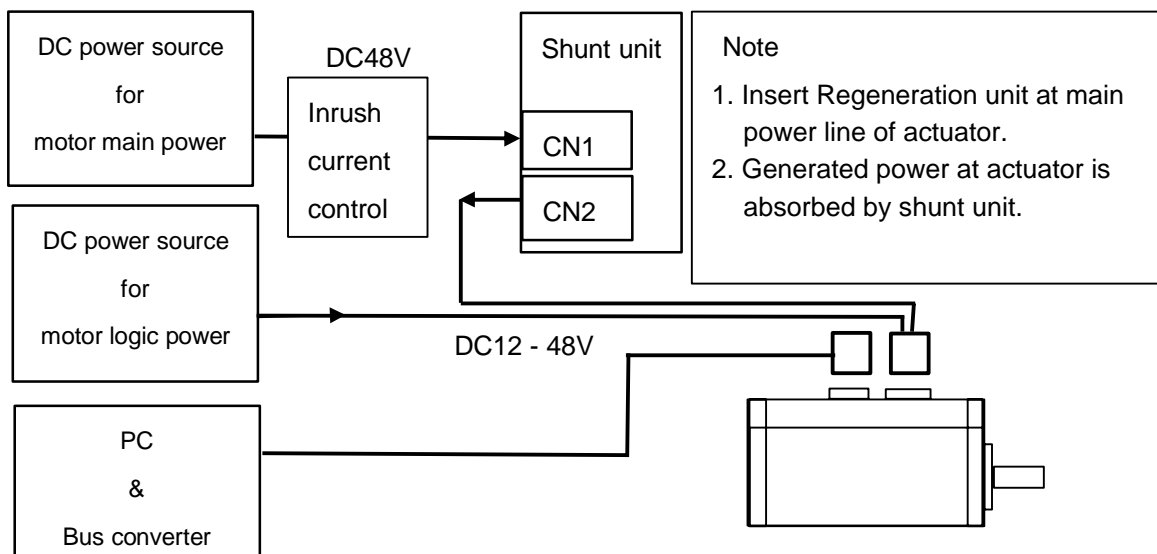 DC power source
for
motor main power
DC48V
Inrush
current
control
Shunt unit
CN1
CN2
Note
1. Insert Regeneration unit at main
power line of actuator.
2. Generated power at actuator is
absorbed by shunt unit.
DC power source
for
motor logic power
DC12 - 48V
PC
&
Bus converter